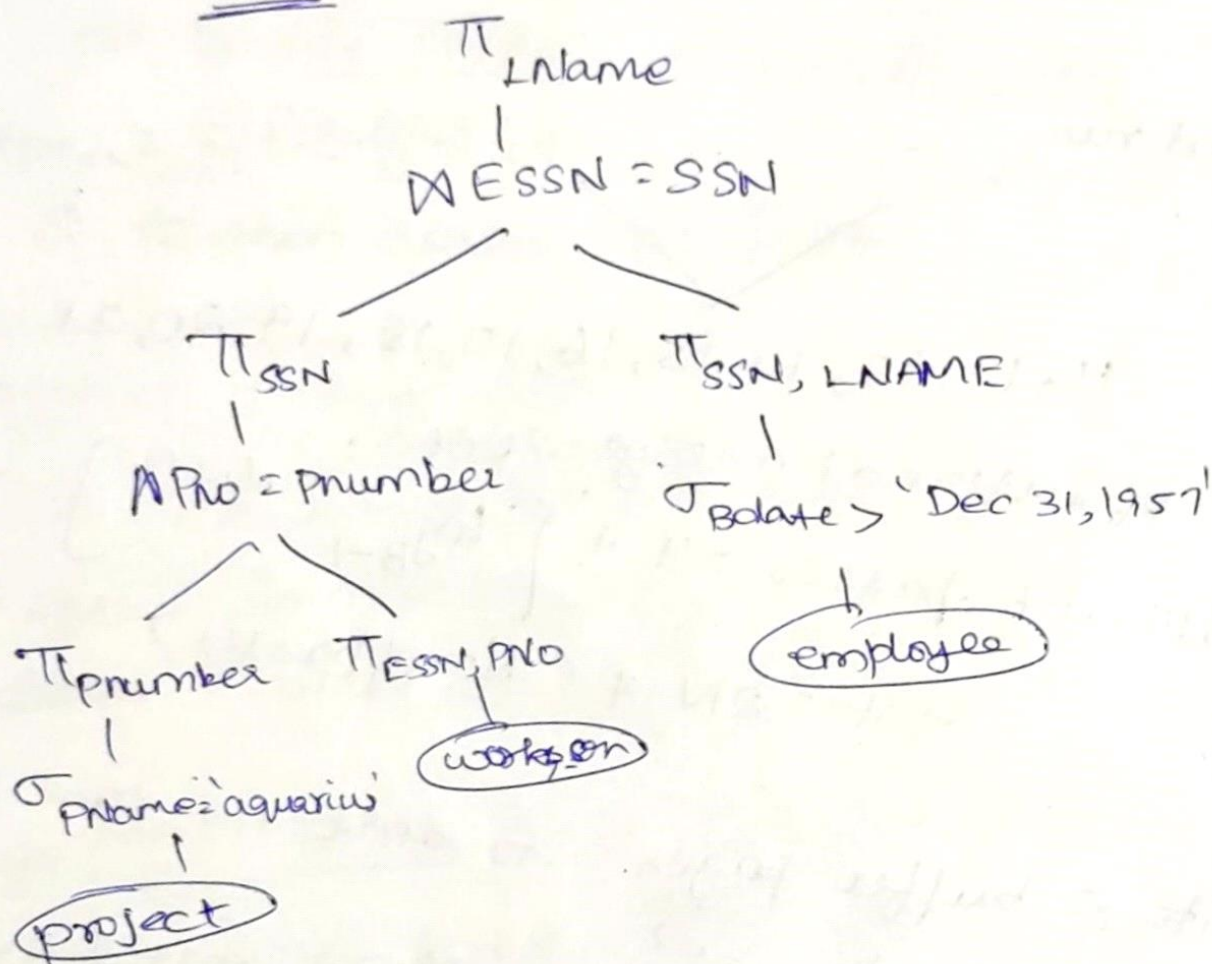 π LName
⋈ ESSN = SSN
π SSN π SSN, LNAME
⋈ Pno = Pnumber σ Bdate > 'Dec 31, 1957'
π Pnumber π ESSN, PNO employee
works_on
σ PName = 'aquarius'
project